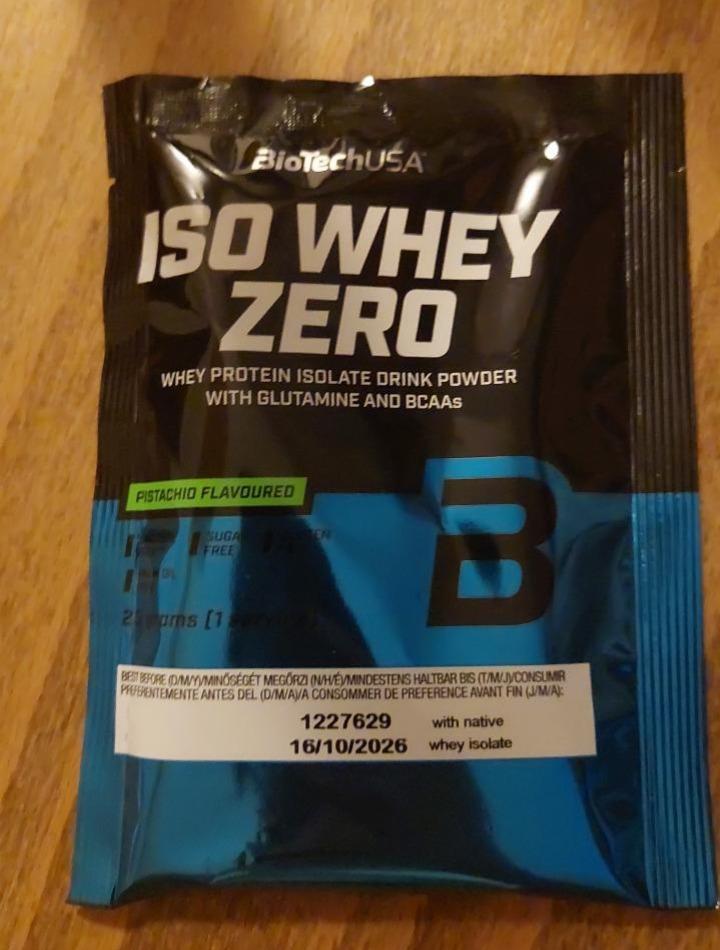 BioTechUSA
ISO WHEY
ZERO
WHEY PROTEIN ISOLATE DRINK POWDER
WITH GLUTAMINE AND BCAAs
PISTACHIO FLAVOURED
SUGAR
FREE
[1
BEST BEFORE (D/M/Y)/MINŐSÉGÉT MEGŐRZI (N/H/É)/MINDESTENS HALTBAR BIS (T/M/J)/CONSUMIR
PREFERENTEMENTE ANTES DEL (D/M/A)/A CONSOMMER DE PREFERENCE AVANT FIN (J/M/A):
1227629 with native
16/10/2026 whey isolate
B